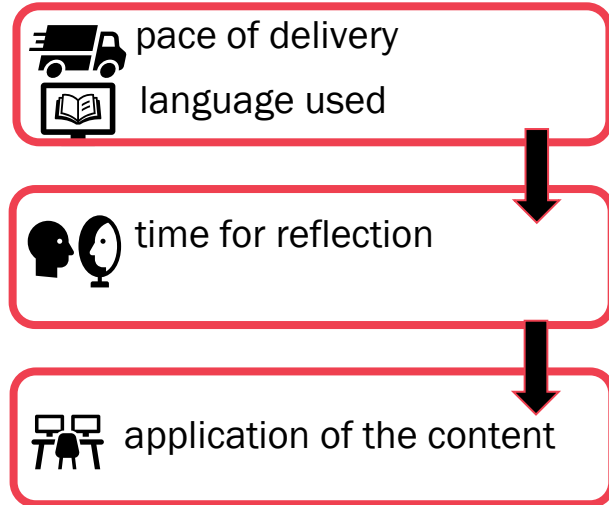 pace of delivery
language used
time for reflection
application of the content